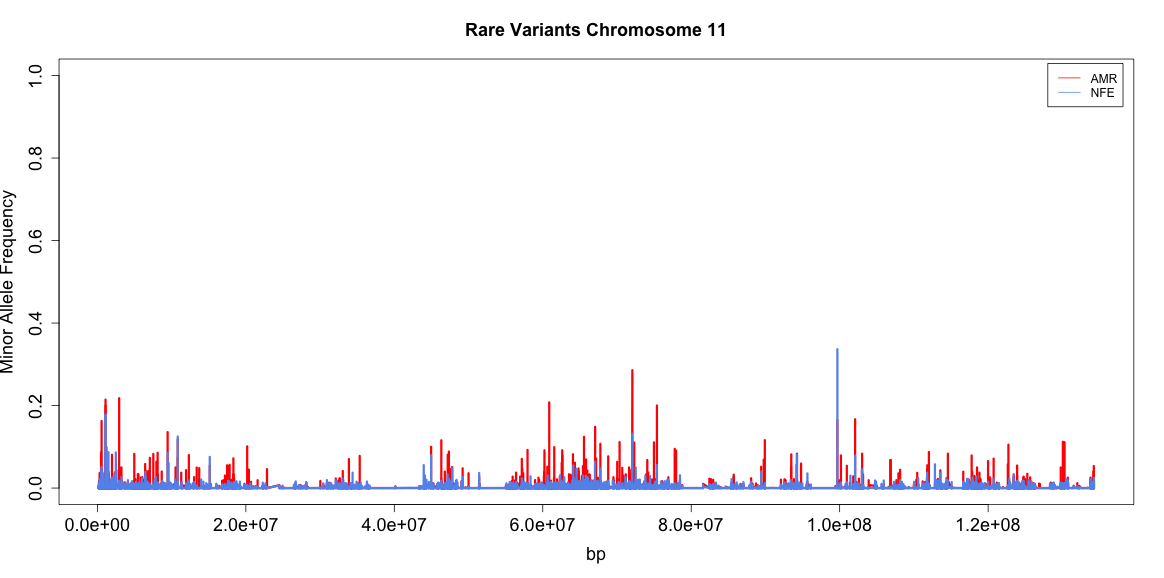 Rare Variants Chromosome 11
AMR
NFE
Minor Allele Frequency
1.0
0.8
0.6
0.4
0.2
0.0
0.0e+00 2.0e+07 4.0e+07 6.0e+07 8.0e+07 1.0e+08 1.2e+08
bp